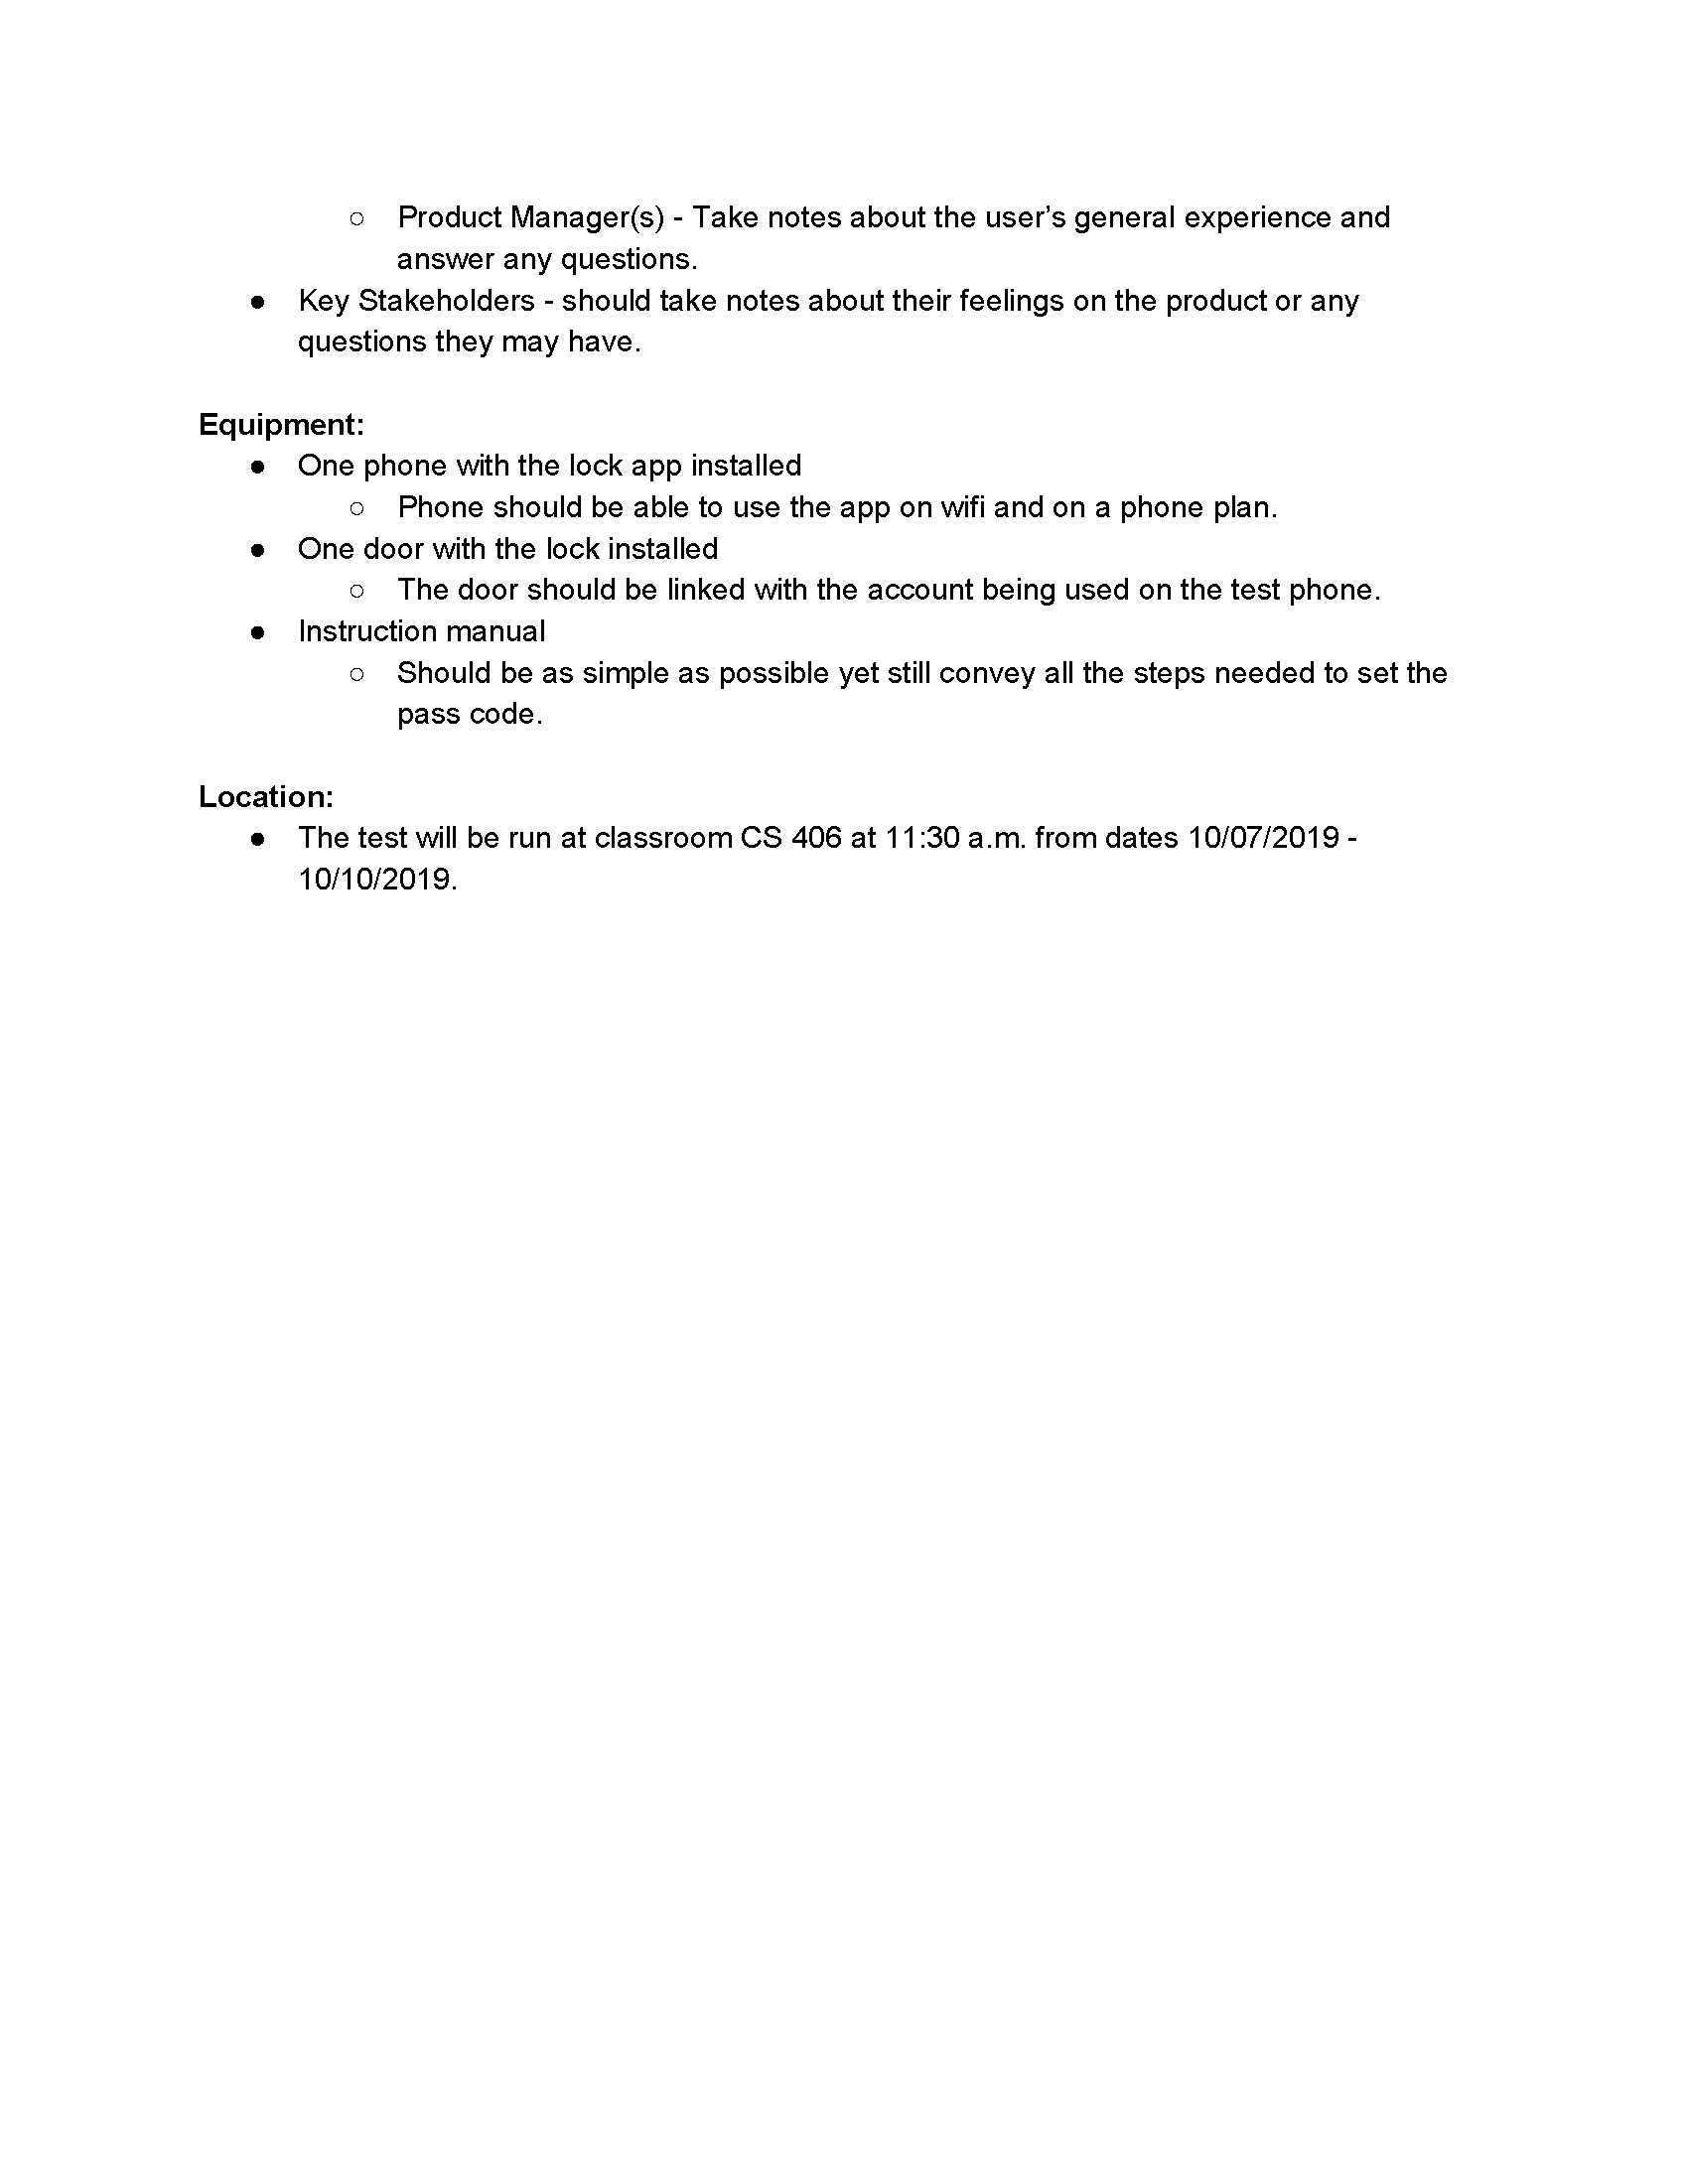 ○ Product Manager(s) - Take notes about the user’s general experience and
answer any questions.
● Key Stakeholders - should take notes about their feelings on the product or any
questions they may have.
Equipment:
● One phone with the lock app installed
○ Phone should be able to use the app on wifi and on a phone plan.
● One door with the lock installed
○ The door should be linked with the account being used on the test phone.
● Instruction manual
○ Should be as simple as possible yet still convey all the steps needed to set the
pass code.
Location:
● The test will be run at classroom CS 406 at 11:30 a.m. from dates 10/07/2019 -
10/10/2019.